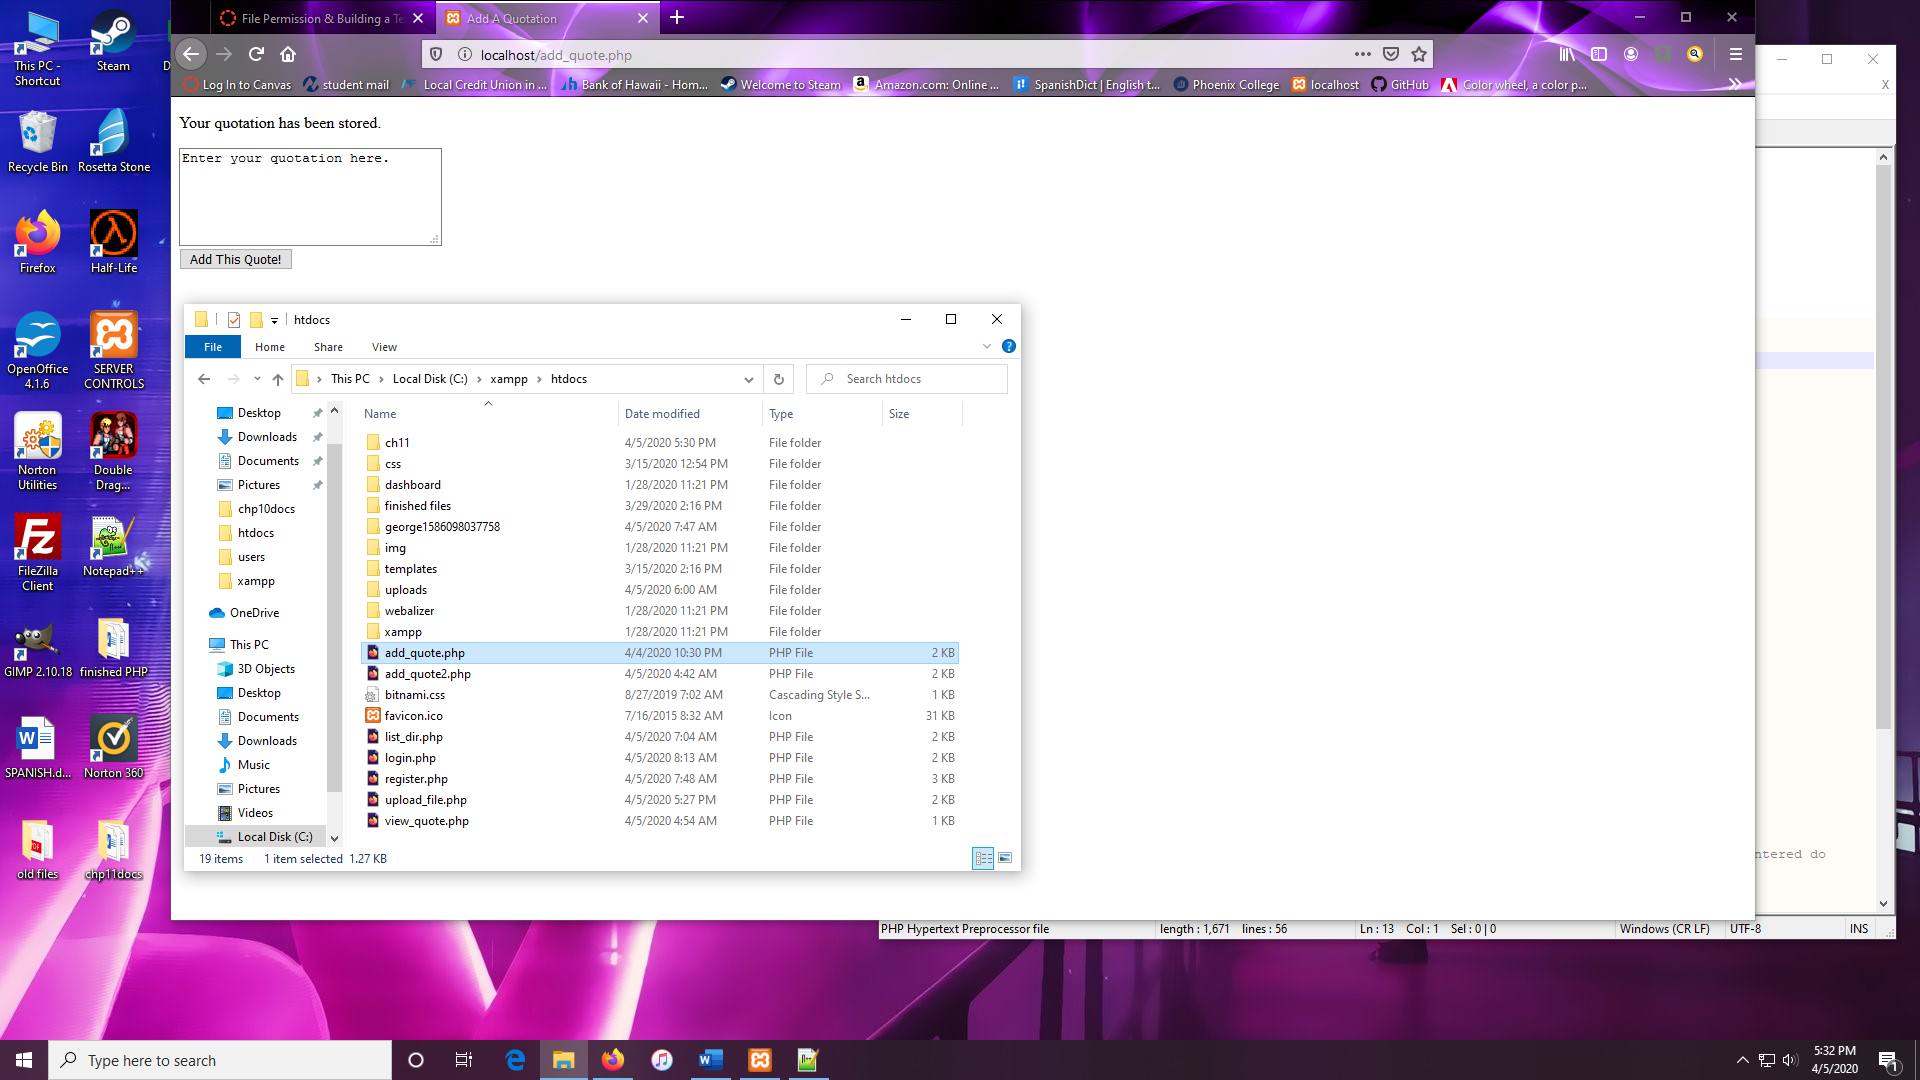 File Permission & Building a Te
Add A Quotation
localhost/add_quote.php
Log In to Canvas
student mail
Local Credit Union in ...
Bank of Hawaii - Hom...
Welcome to Steam
Amazon.com: Online ...
SpanishDict | English t...
Phoenix College
localhost
GitHub
Color wheel, a color p...
Your quotation has been stored.
Enter your quotation here.
Add This Quote!
This PC - Shortcut
Steam
D
Recycle Bin
Rosetta Stone
Firefox
Half-Life
OpenOffice 4.1.6
SERVER CONTROLS
Norton Utilities
Double Drag...
FileZilla Client
Notepad++
GIMP 2.10.18
finished PHP
SPANISH.d...
Norton 360
old files
chp11docs
htdocs
File Home Share View
This PC Local Disk (C:) xampp htdocs
Search htdocs
Desktop
Downloads
Documents
Pictures
chp10docs
htdocs
users
xampp
OneDrive
This PC
3D Objects
Desktop
Documents
Downloads
Music
Pictures
Videos
Local Disk (C:)
Name Date modified Type Size
ch11 4/5/2020 5:30 PM File folder
css 3/15/2020 12:54 PM File folder
dashboard 1/28/2020 11:21 PM File folder
finished files 3/29/2020 2:16 PM File folder
george1586098037758 4/5/2020 7:47 AM File folder
img 1/28/2020 11:21 PM File folder
templates 3/15/2020 2:16 PM File folder
uploads 4/5/2020 6:00 AM File folder
webalizer 1/28/2020 11:21 PM File folder
xampp 1/28/2020 11:21 PM File folder
add_quote.php 4/4/2020 10:30 PM PHP File 2 KB
add_quote2.php 4/5/2020 4:42 AM PHP File 2 KB
bitnami.css 8/27/2019 7:02 AM Cascading Style S... 1 KB
favicon.ico 7/16/2015 8:32 AM Icon 31 KB
list_dir.php 4/5/2020 7:04 AM PHP File 2 KB
login.php 4/5/2020 8:13 AM PHP File 2 KB
register.php 4/5/2020 7:48 AM PHP File 3 KB
upload_file.php 4/5/2020 5:27 PM PHP File 2 KB
view_quote.php 4/5/2020 4:54 AM PHP File 1 KB
19 items 1 item selected 1.27 KB
X
ntered do
PHP Hypertext Preprocessor file length : 1,671 lines : 56 Ln : 13 Col : 1 Sel : 0 | 0 Windows (CR LF) UTF-8 INS
Type here to search
5:32 PM
4/5/2020
1